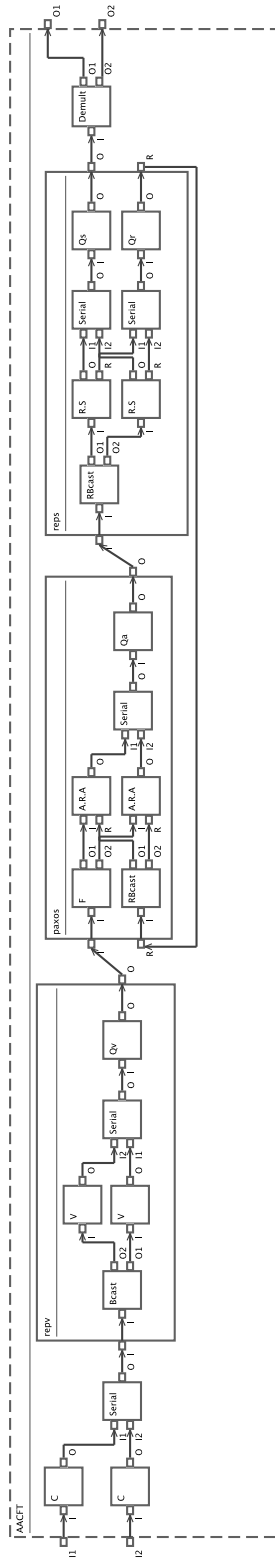 AACFT
I1
I2
I
C
O
I
C
O
I1
I2
Serial
O
I
repv
I
Bcast
O2
O1
I
V
O
I
V
O
I2
I1
Serial
O
I
Qv
O
O
I
R
paxos
I
F
O1
O2
I
RBcast
O1
O2
I
R
A.R.A
O
I
R
A.R.A
O
I1
I2
Serial
O
I
Qa
O
O
I
reps
I
RBcast
O1
O2
I
R.S
O
R
I
R.S
O
R
I1
I2
Serial
O
I1
I2
Serial
O
I
Qs
O
I
Qr
O
O
R
I
Demult
O1
O2
O1
O2